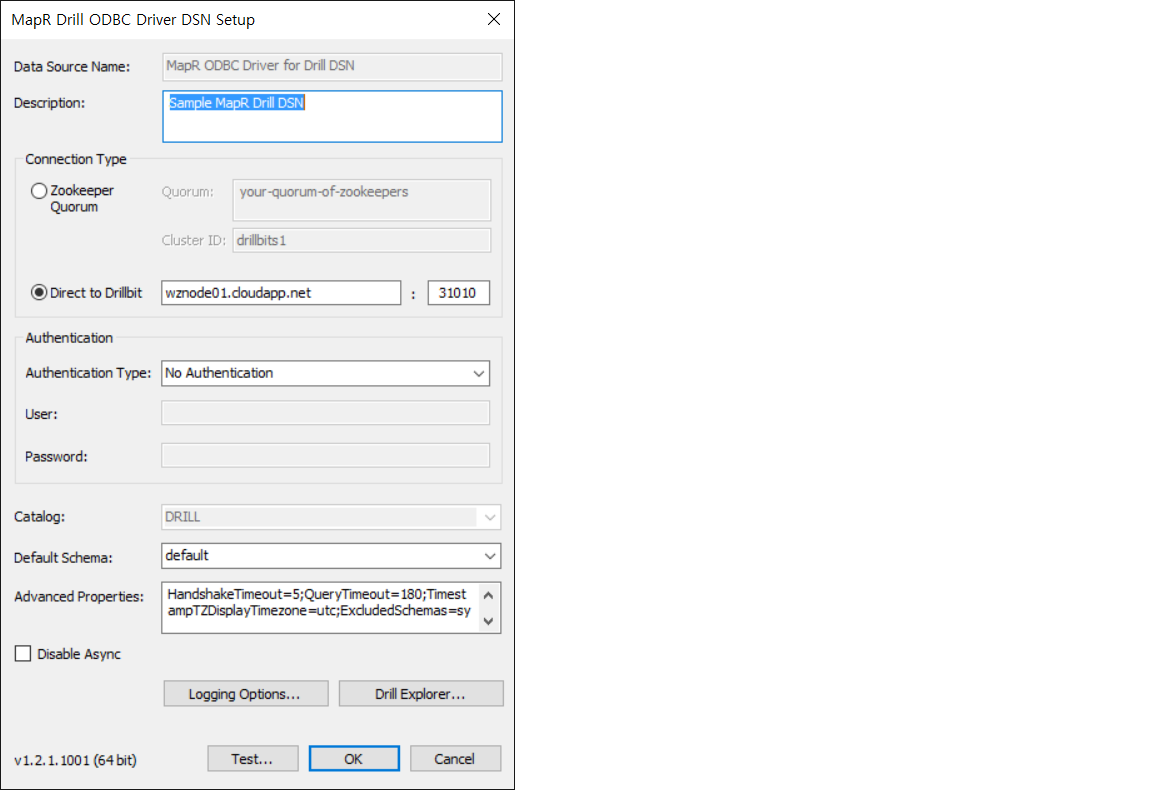 MapR Drill ODBC Driver DSN Setup
Data Source Name: MapR ODBC Driver for Drill DSN
Description: Sample MapR Drill DSN
Connection Type
Zookeeper Quorum: your-quorum-of-zookeepers
Quorum
Cluster ID: drillbits1
Direct to Drillbit wznode01.cloudapp.net : 31010
Authentication
Authentication Type: No Authentication
User:
Password:
Catalog: DRILL
Default Schema: default
Advanced Properties: HandshakeTimeout=5;QueryTimeout=180;Timest
ampTZDisplayTimezone=utc;ExcludedSchemas=sy
Disable Async
Logging Options... Drill Explorer...
v1.2.1.1001 (64 bit) Test... OK Cancel